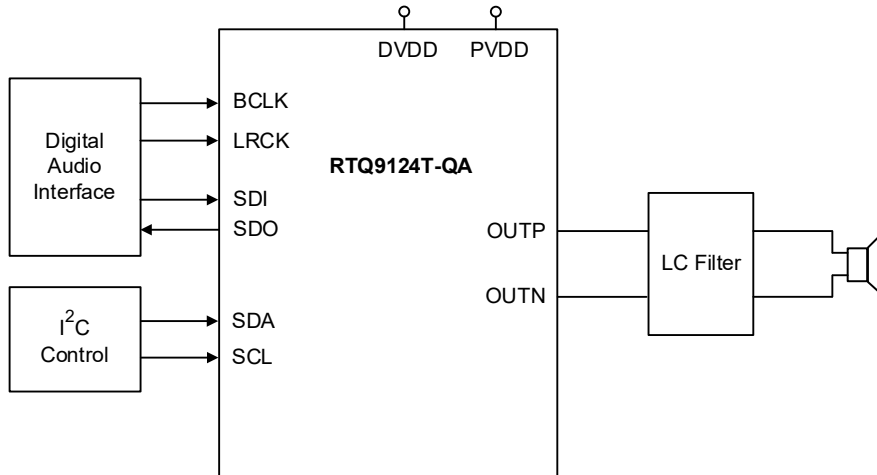 DVDD PVDD
Digital
Audio
Interface
BCLK
LRCK
SDI
SDO
RTQ9124T-QA
OUTP
OUTN
LC Filter
I²C
Control
SDA
SCL